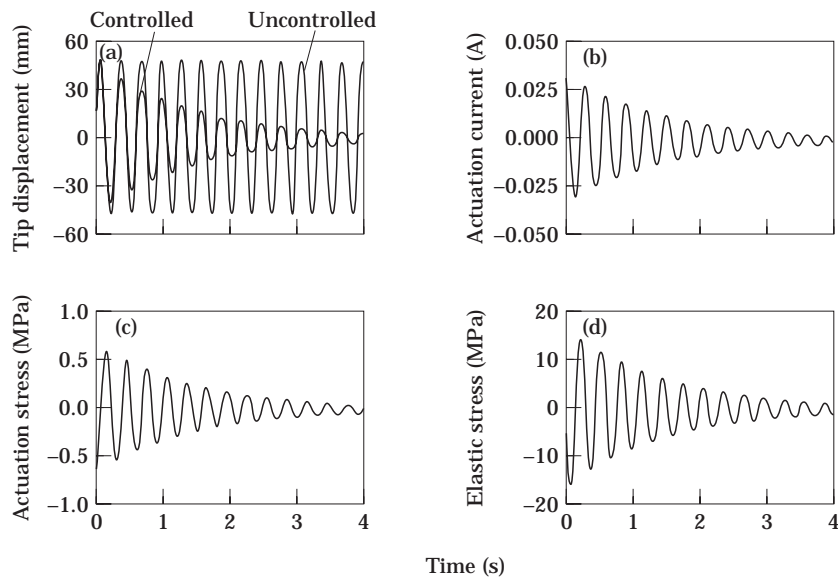 Controlled
Uncontrolled
(a)
60
30
0
−30
−60
Tip displacement (mm)
(b)
0.050
0.025
0.000
−0.025
−0.050
Actuation current (A)
(c)
1.0
0.5
0.0
−0.5
−1.0
Actuation stress (MPa)
0 1 2 3 4
(d)
20
10
0
−10
−20
Elastic stress (MPa)
0 1 2 3 4
Time (s)